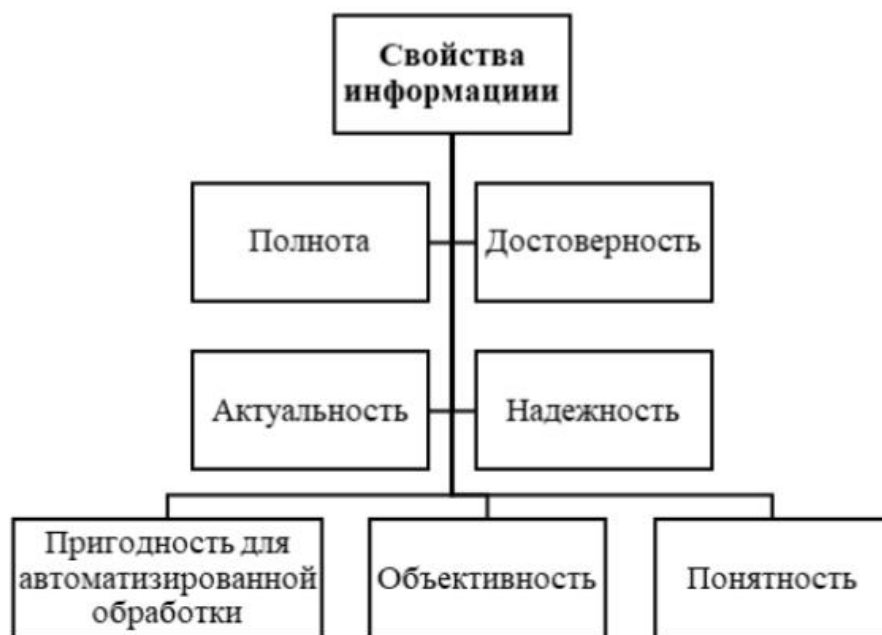 Свойства
информациии
Полнота
Достоверность
Актуальность
Надежность
Пригодность для
автоматизированной
обработки
Объективность
Понятность